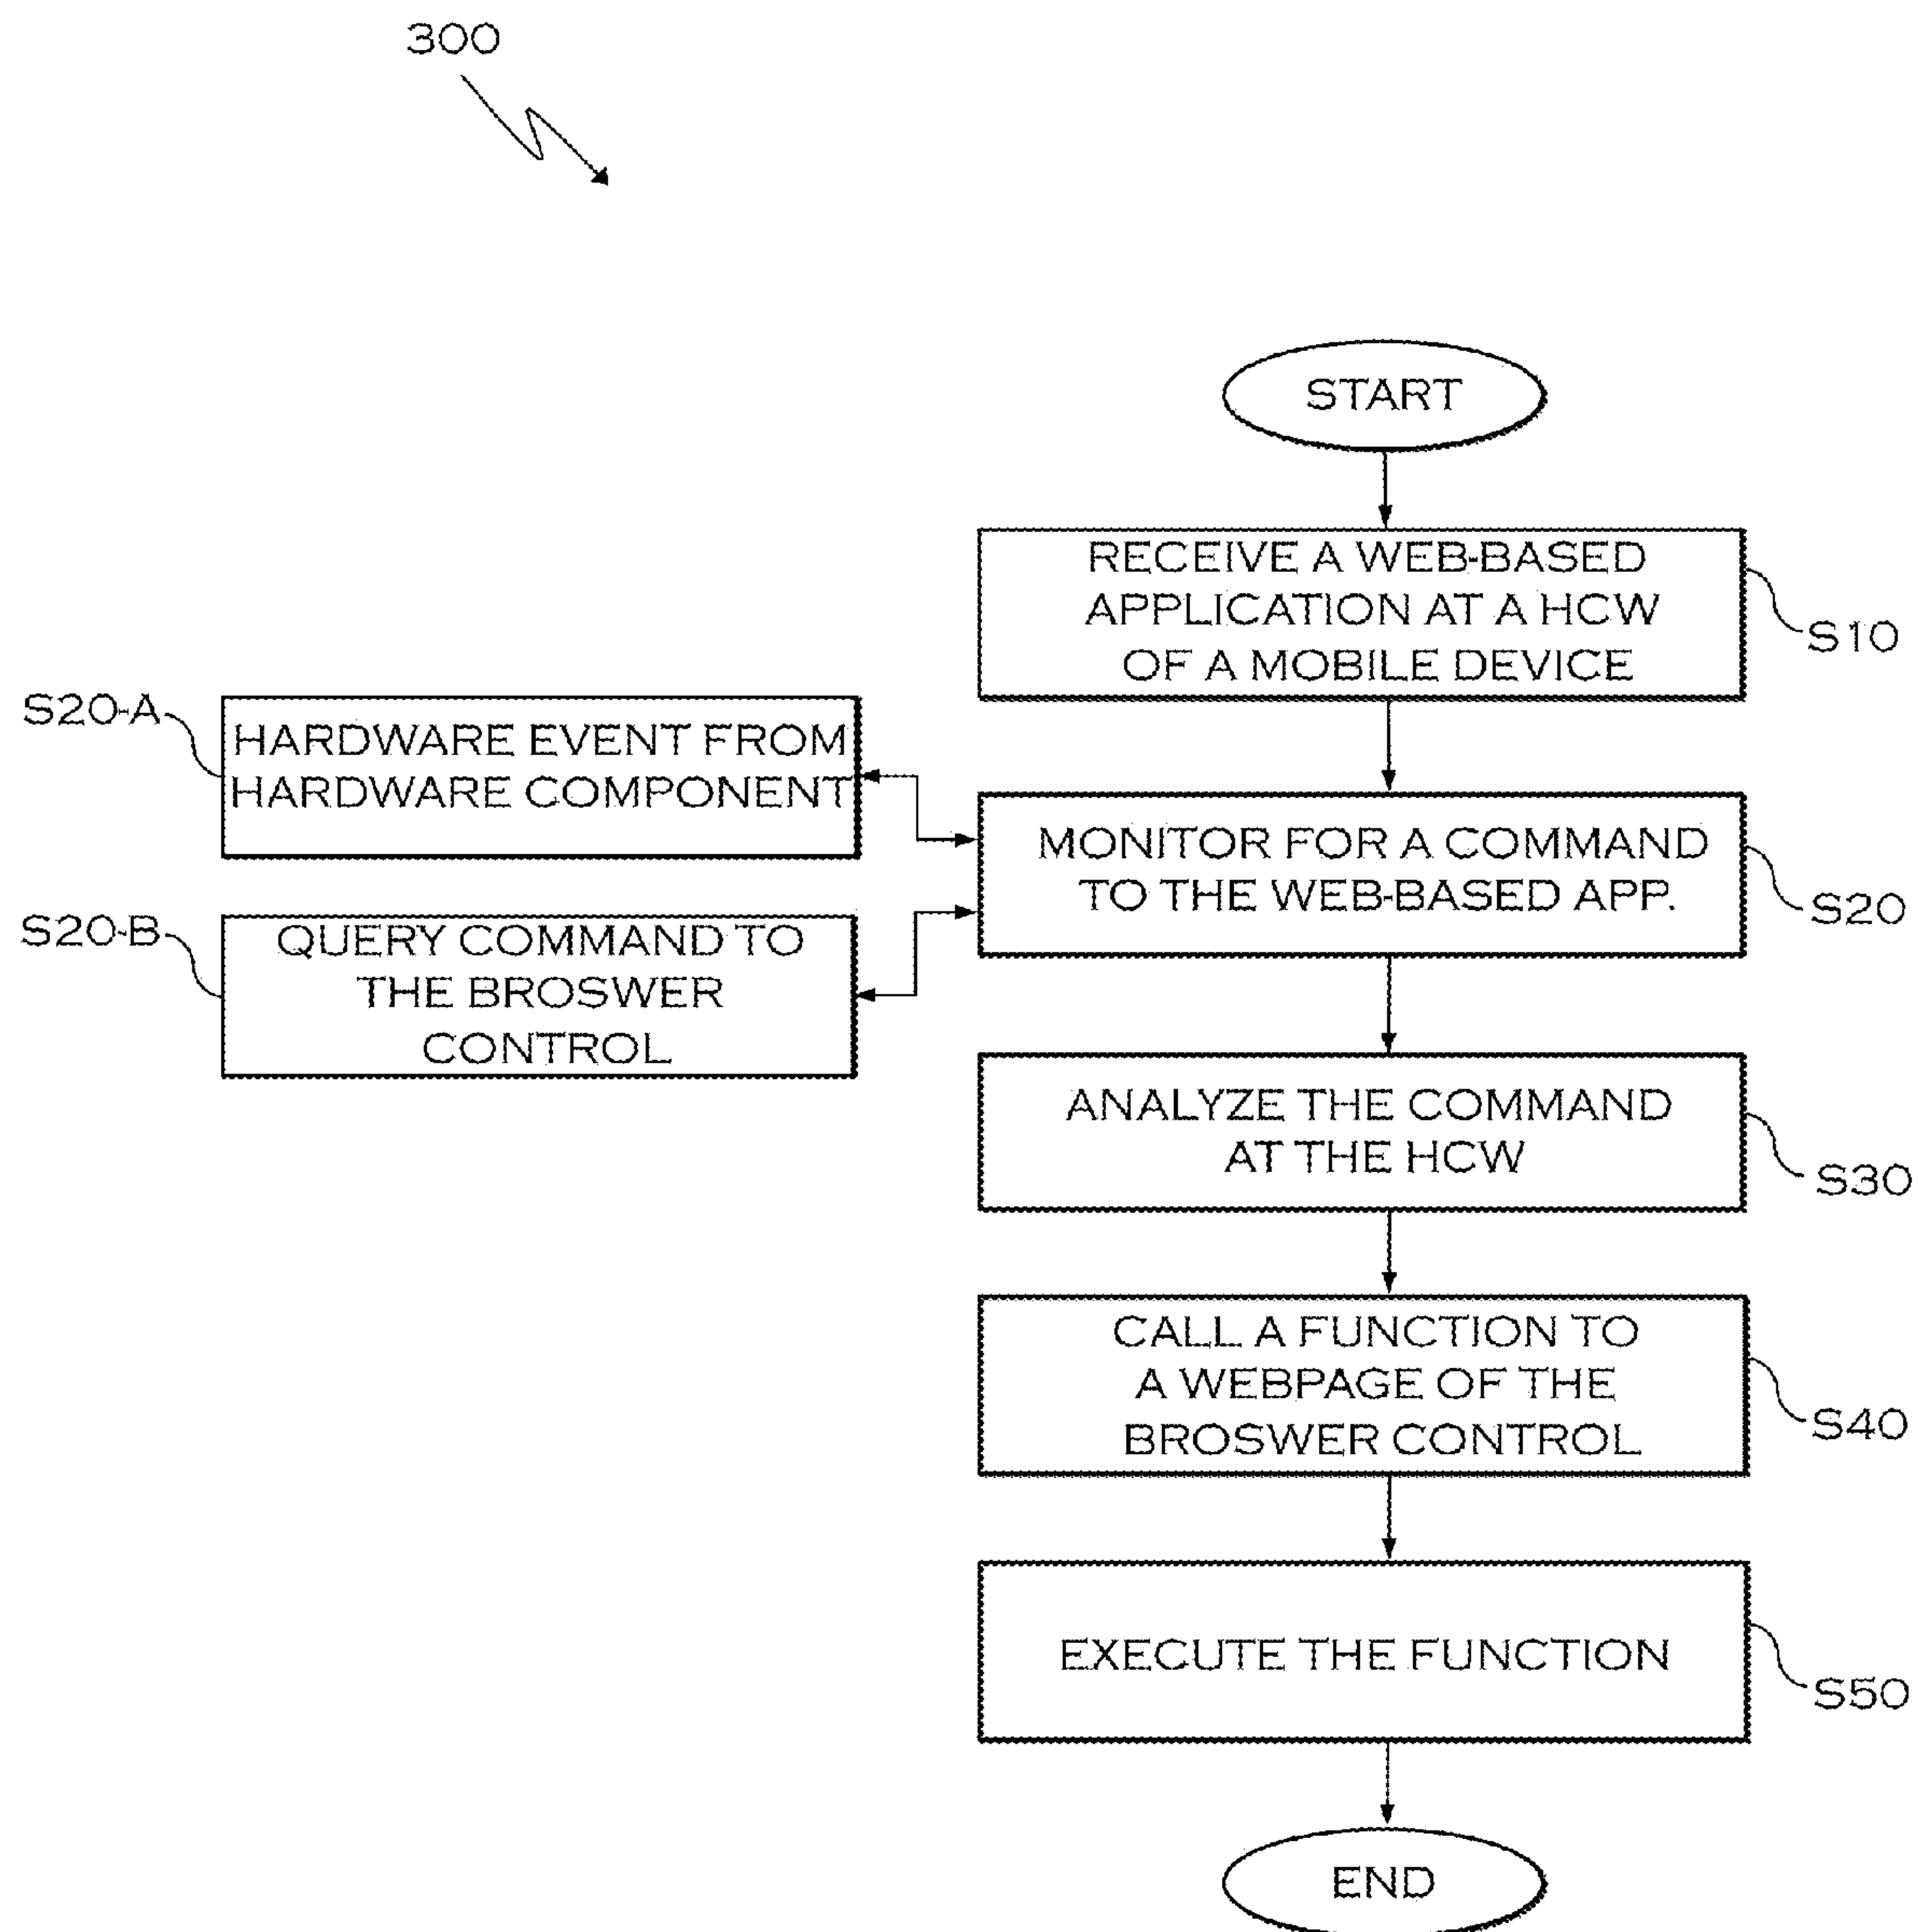 300
START
RECEIVE A WEB-BASED
APPLICATION AT A HCW
OF A MOBILE DEVICE
S10
S20-A
HARDWARE EVENT FROM
HARDWARE COMPONENT
MONITOR FOR A COMMAND
TO THE WEB-BASED APP.
S20
S20-B
QUERY COMMAND TO
THE BROSWER
CONTROL
ANALYZE THE COMMAND
AT THE HCW
S30
CALL A FUNCTION TO
A WEBPAGE OF THE
BROSWER CONTROL
S40
EXECUTE THE FUNCTION
S50
END